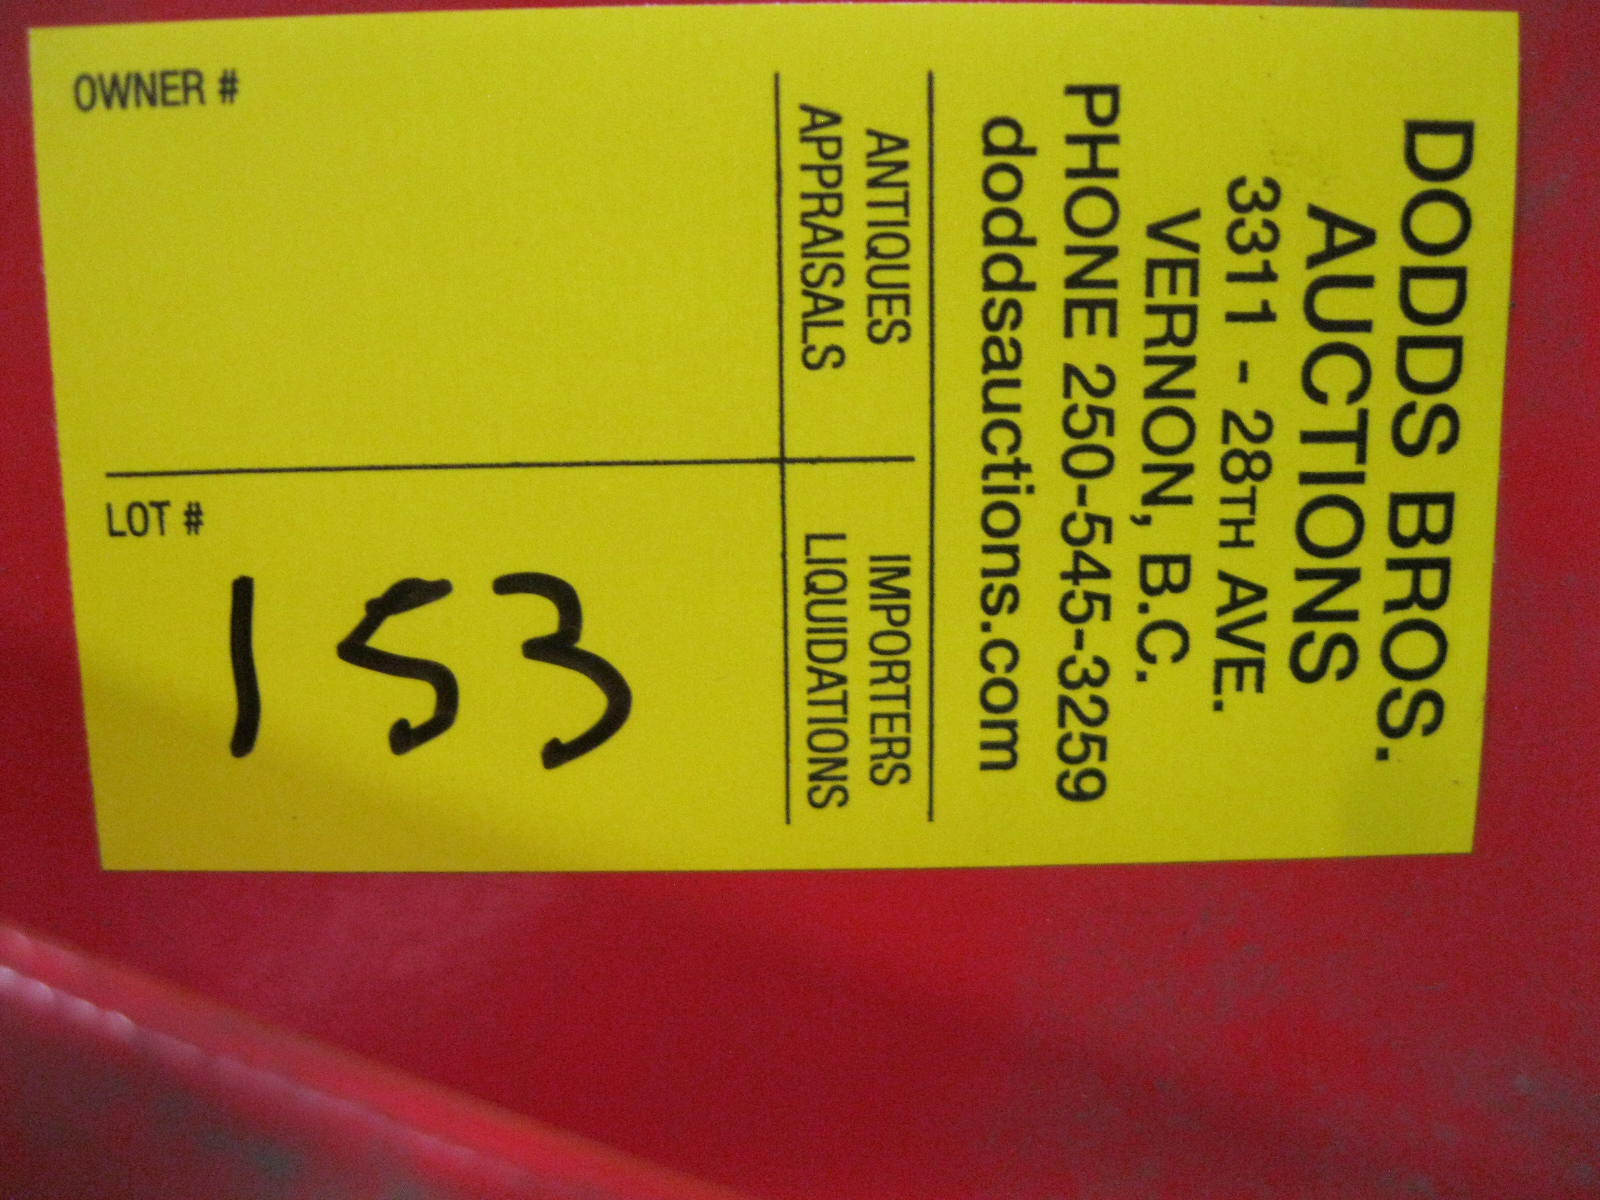 DODDS BROS.
AUCTIONS
3311 - 28TH AVE.
VERNON, B.C.
PHONE 250-545-3259
doddsauctions.com
ANTIQUES
APPRAISALS
IMPORTERS
LIQUIDATIONS
OWNER #
LOT #
153